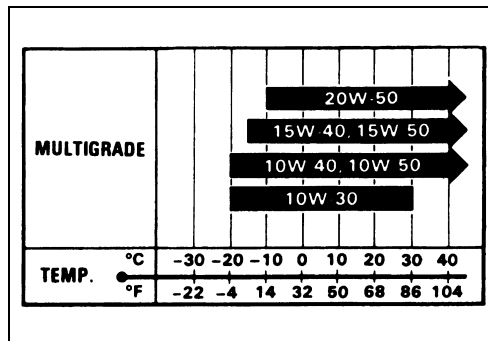 20W-50
15W-40, 15W 50
MULTIGRADE
10W 40, 10W 50
10W-30
°C -30 -20 -10 0 10 20 30 40
TEMP.
°F -22 -4 14 32 50 68 86 104